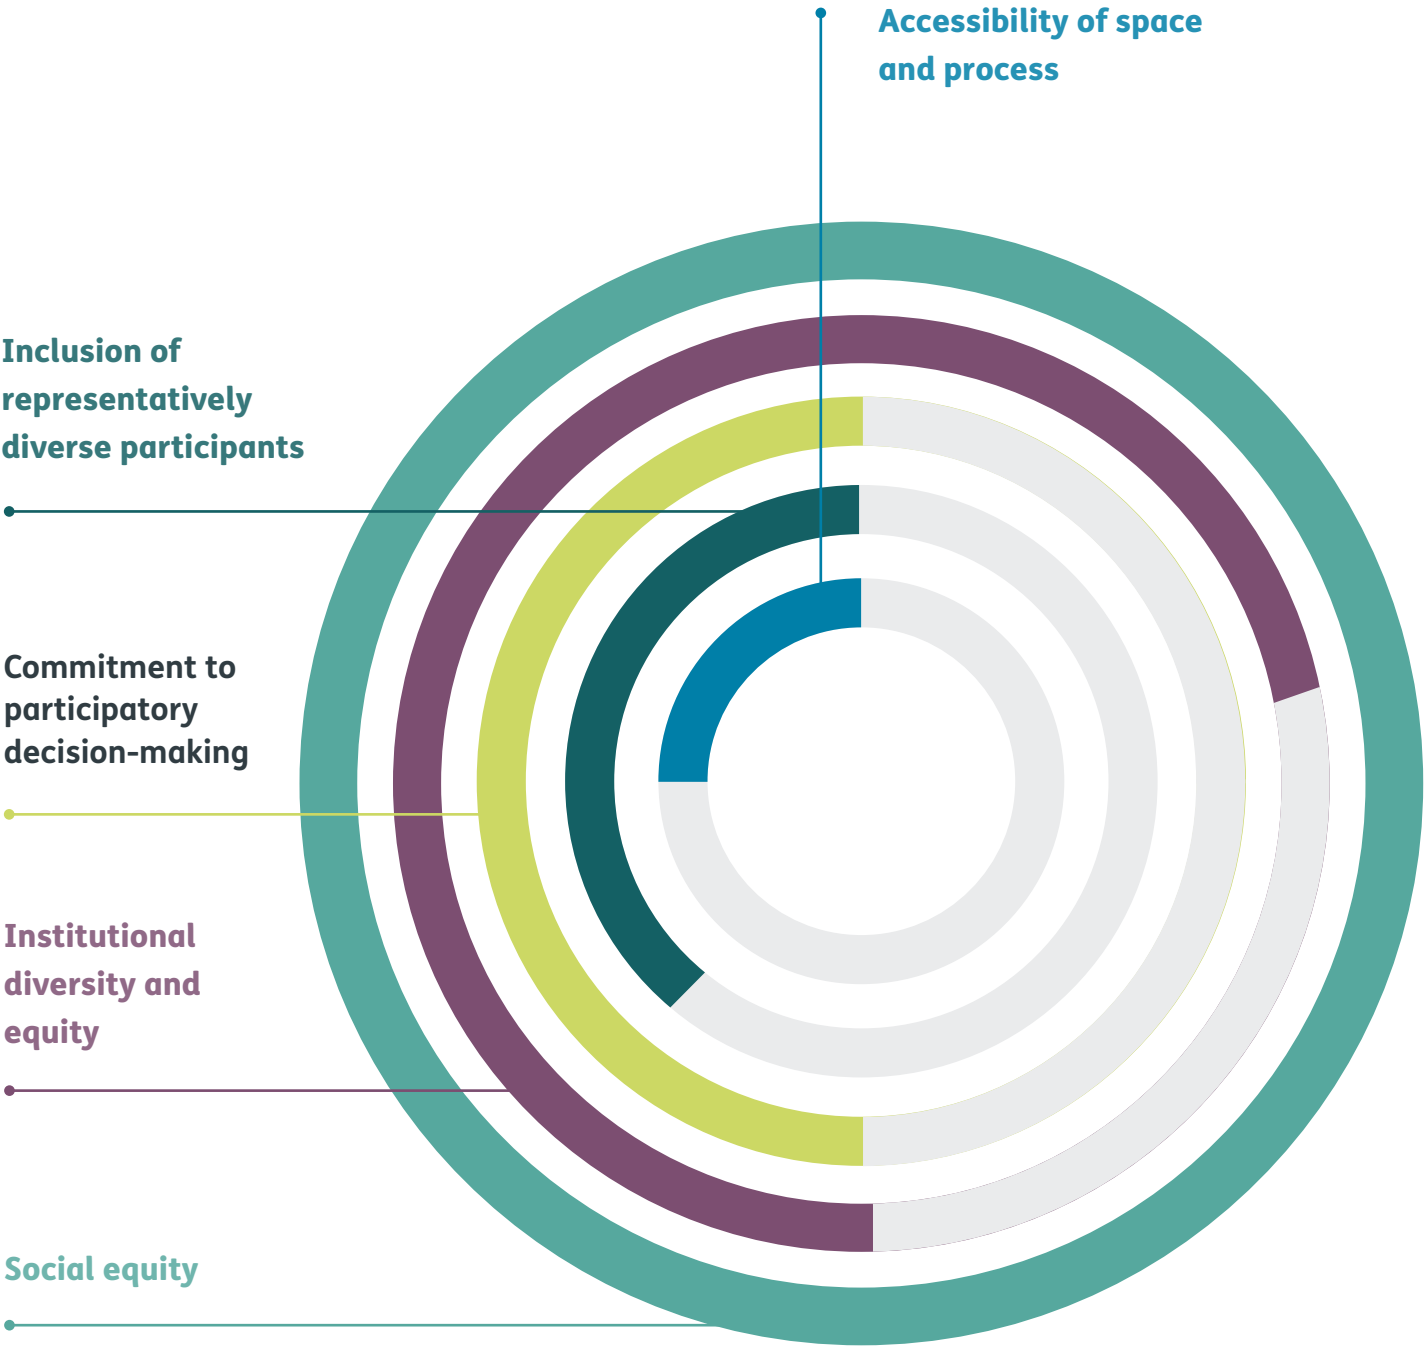 Accessibility of space
and process
Inclusion of
representatively
diverse participants
Commitment to
participatory
decision-making
Institutional
diversity and
equity
Social equity